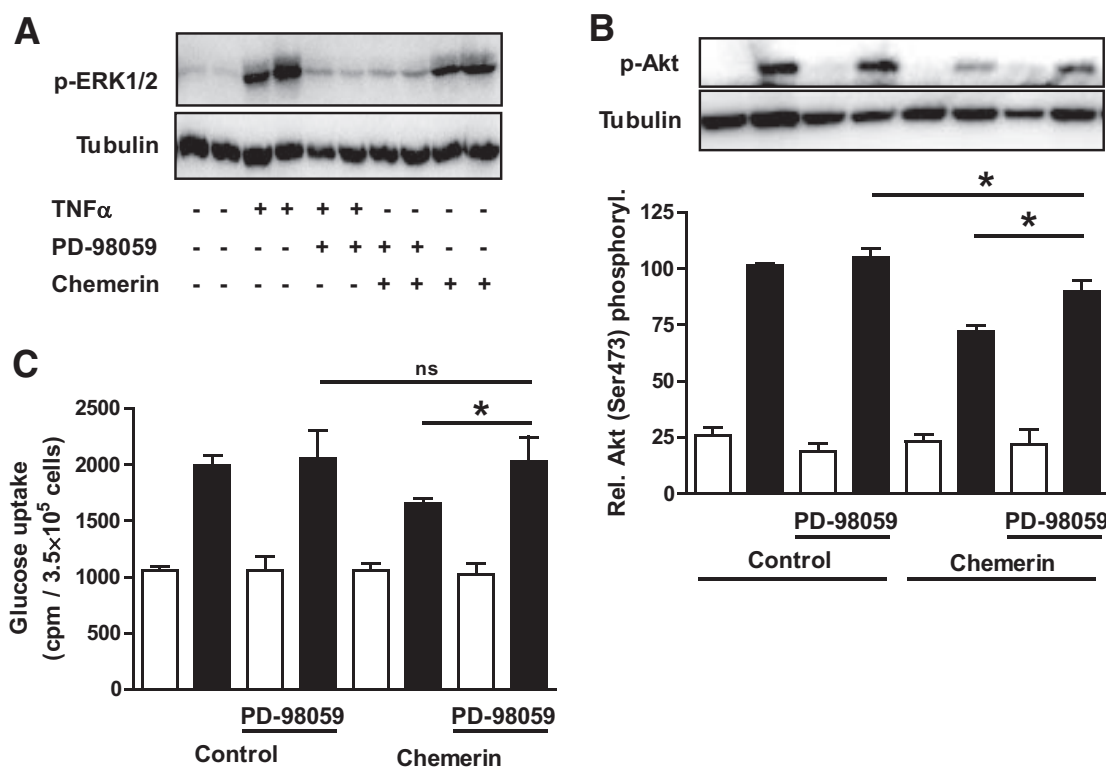 A
p-ERK1/2
Tubulin
TNFα - - + + + + - - - -
PD-98059 - - - - + + + + - -
Chemerin - - - - - - + + + +
B
p-Akt
Tubulin
*
*
Rel. Akt (Ser473) phosphoryl.
125
100
75
50
25
0
PD-98059 PD-98059
Control Chemerin
C
ns
*
Glucose uptake
(cpm / 3.5×10⁵ cells)
2500
2000
1500
1000
500
0
PD-98059 PD-98059
Control Chemerin